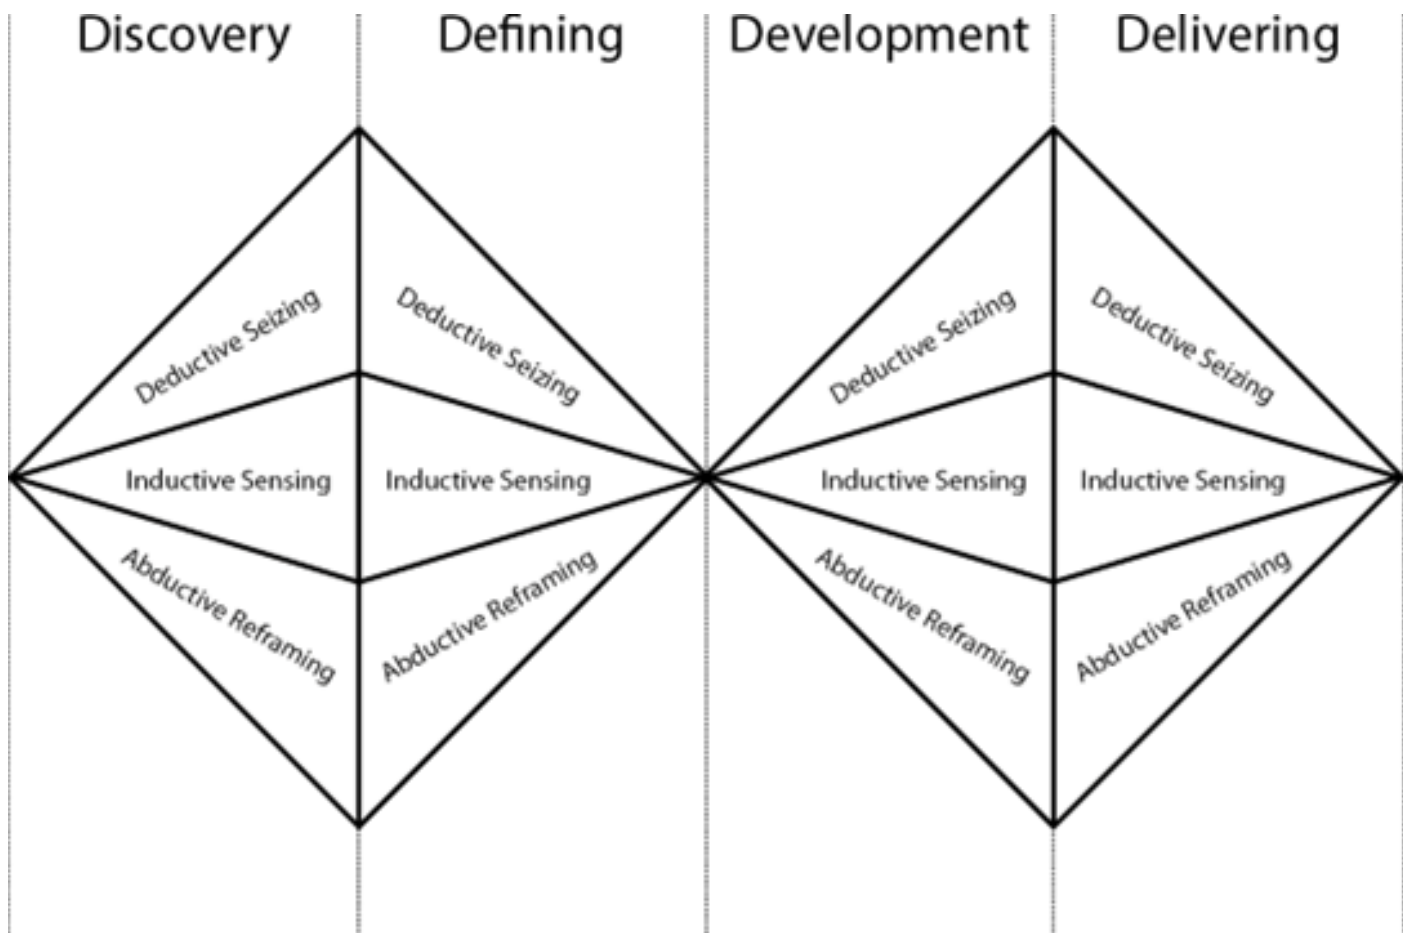 Discovery
Defining
Development
Delivering
Deductive Seizing
Deductive Seizing
Deductive Seizing
Deductive Seizing
Inductive Sensing
Inductive Sensing
Inductive Sensing
Inductive Sensing
Abductive Reframing
Abductive Reframing
Abductive Reframing
Abductive Reframing